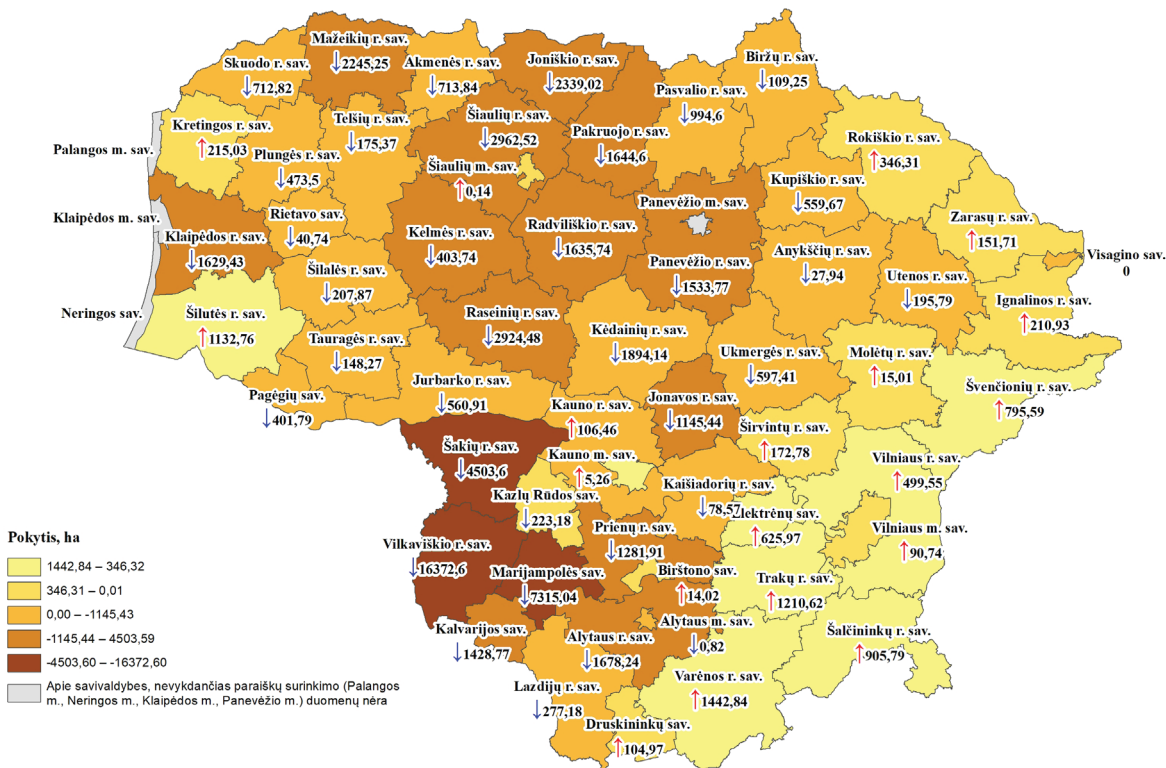 Mažeikių r. sav.
↓2245,25
Skuodo r. sav.
↓712,82
Akmenės r. sav.
↓713,84
Joniškio r. sav.
↓2339,02
Biržų r. sav.
↓109,25
Pasvalio r. sav.
↓994,6
Kretingos r. sav.
↑215,03
Telšių r. sav.
↓175,37
Šiaulių r. sav.
↓2962,52
Pakruojo r. sav.
↓1644,6
Rokiškio r. sav.
↑346,31
Palangos m. sav.
Plungės r. sav.
↓473,5
Šiaulių m. sav.
↑0,14
Kupiškio r. sav.
↓559,67
Panevėžio m. sav.
Klaipėdos m. sav.
Rietavo sav.
↓40,74
Zarasų r. sav.
↑151,71
Klaipėdos r. sav.
↓1629,43
Kelmės r. sav.
↓403,74
Radviliškio r. sav.
↓1635,74
Panevėžio r. sav.
↓1533,77
Anykščių r. sav.
↓27,94
Visagino sav.
0
Šilalės r. sav.
↓207,87
Utenos r. sav.
↓195,79
Ignalinos r. sav.
↑210,93
Neringos sav.
Šilutės r. sav.
↑1132,76
Raseinių r. sav.
↓2924,48
Kėdainių r. sav.
↓1894,14
Tauragės r. sav.
↓148,27
Ukmergės r. sav.
↓597,41
Molėtų r. sav.
↑15,01
Jurbarko r. sav.
↓560,91
Švenčionių r. sav.
↑795,59
Pagėgių sav.
↓401,79
Kauno r. sav.
↑106,46
Jonavos r. sav.
↓1145,44
Širvintų r. sav.
↑172,78
Šakių r. sav.
↓4503,6
Kauno m. sav.
↑5,26
Vilniaus r. sav.
↑499,55
Kaišiadorių r. sav.
↓78,57
Kazlų Rūdos sav.
↓223,18
Elektrėnų sav.
↑625,97
Vilniaus m. sav.
↑90,74
Prienų r. sav.
↓1281,91
Vilkaviškio r. sav.
↓16372,6
Marijampolės sav.
↓7315,04
Birštono sav.
↑14,02
Trakų r. sav.
↑1210,62
Alytaus m. sav.
↓0,82
Kalvarijos sav.
↓1428,77
Alytaus r. sav.
↓1678,24
Šalčininkų r. sav.
↑905,79
Varėnos r. sav.
↑1442,84
Lazdijų r. sav.
↓277,18
Druskininkų sav.
↑104,97
Pokytis, ha
1442,84 – 346,32
346,31 – 0,01
0,00 – -1145,43
-1145,44 – 4503,59
-4503,60 – -16372,60
Apie savivaldybes, nevykdančias paraiškų surinkimo (Palangos
m., Neringos m., Klaipėdos m., Panevėžio m.) duomenų nėra